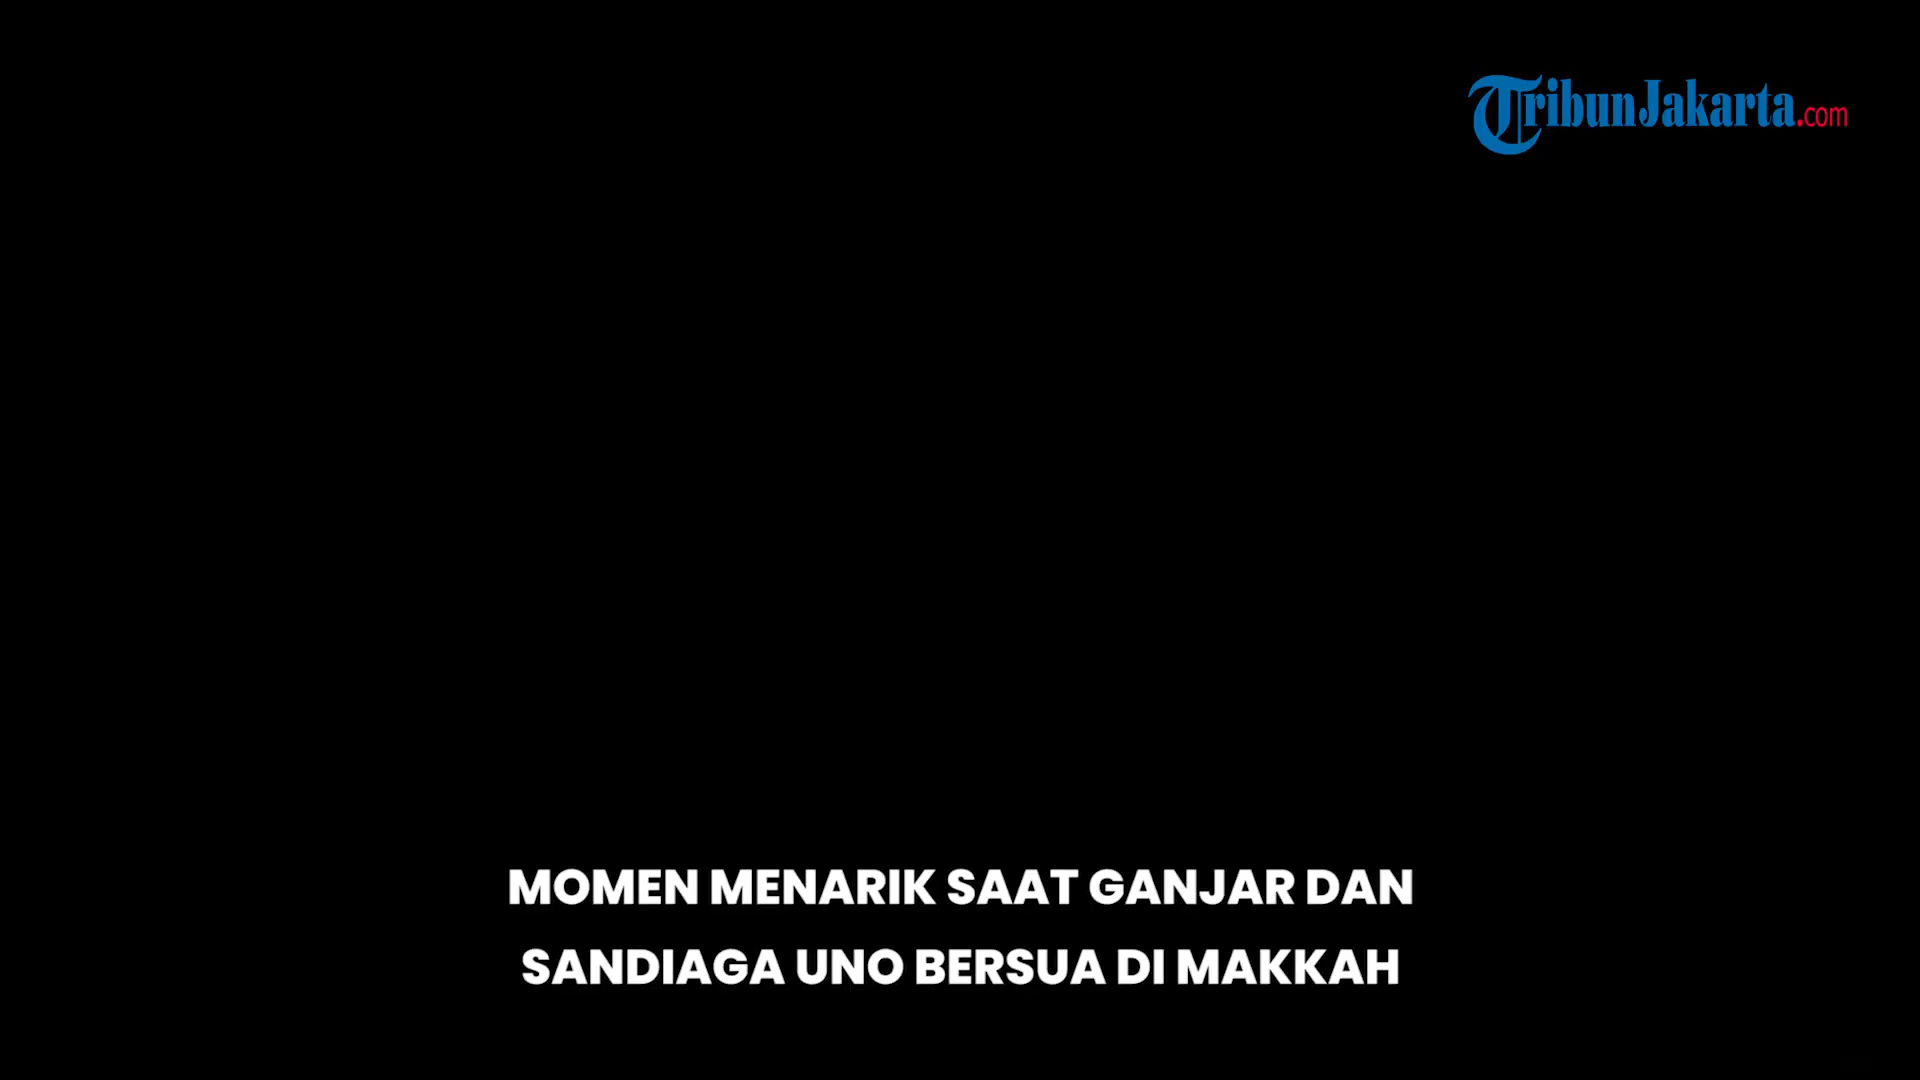 TribunJakarta.com
MOMEN MENARIK SAAT GANJAR DAN
SANDIAGA UNO BERSUA DI MAKKAH